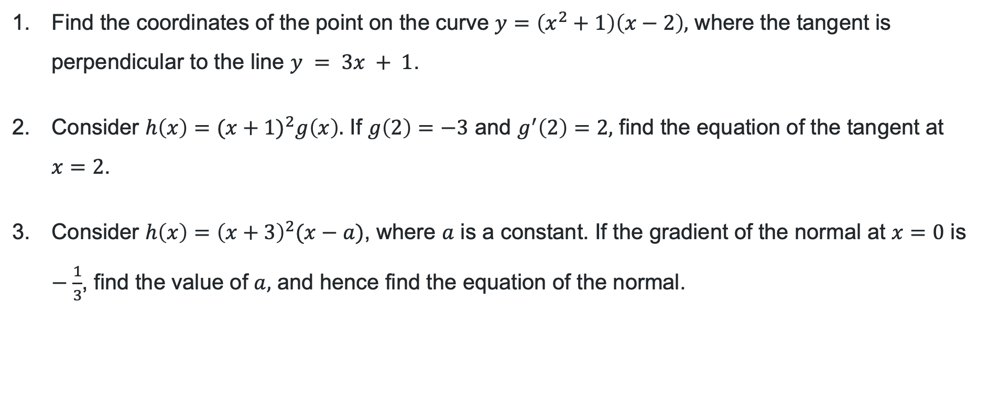 1. Find the coordinates of the point on the curve y = (x² + 1)(x − 2), where the tangent is
perpendicular to the line y = 3x + 1.
2. Consider h(x) = (x + 1)²g(x). If g(2) = −3 and g′(2) = 2, find the equation of the tangent at
x = 2.
3. Consider h(x) = (x + 3)²(x − a), where a is a constant. If the gradient of the normal at x = 0 is
−1/3, find the value of a, and hence find the equation of the normal.